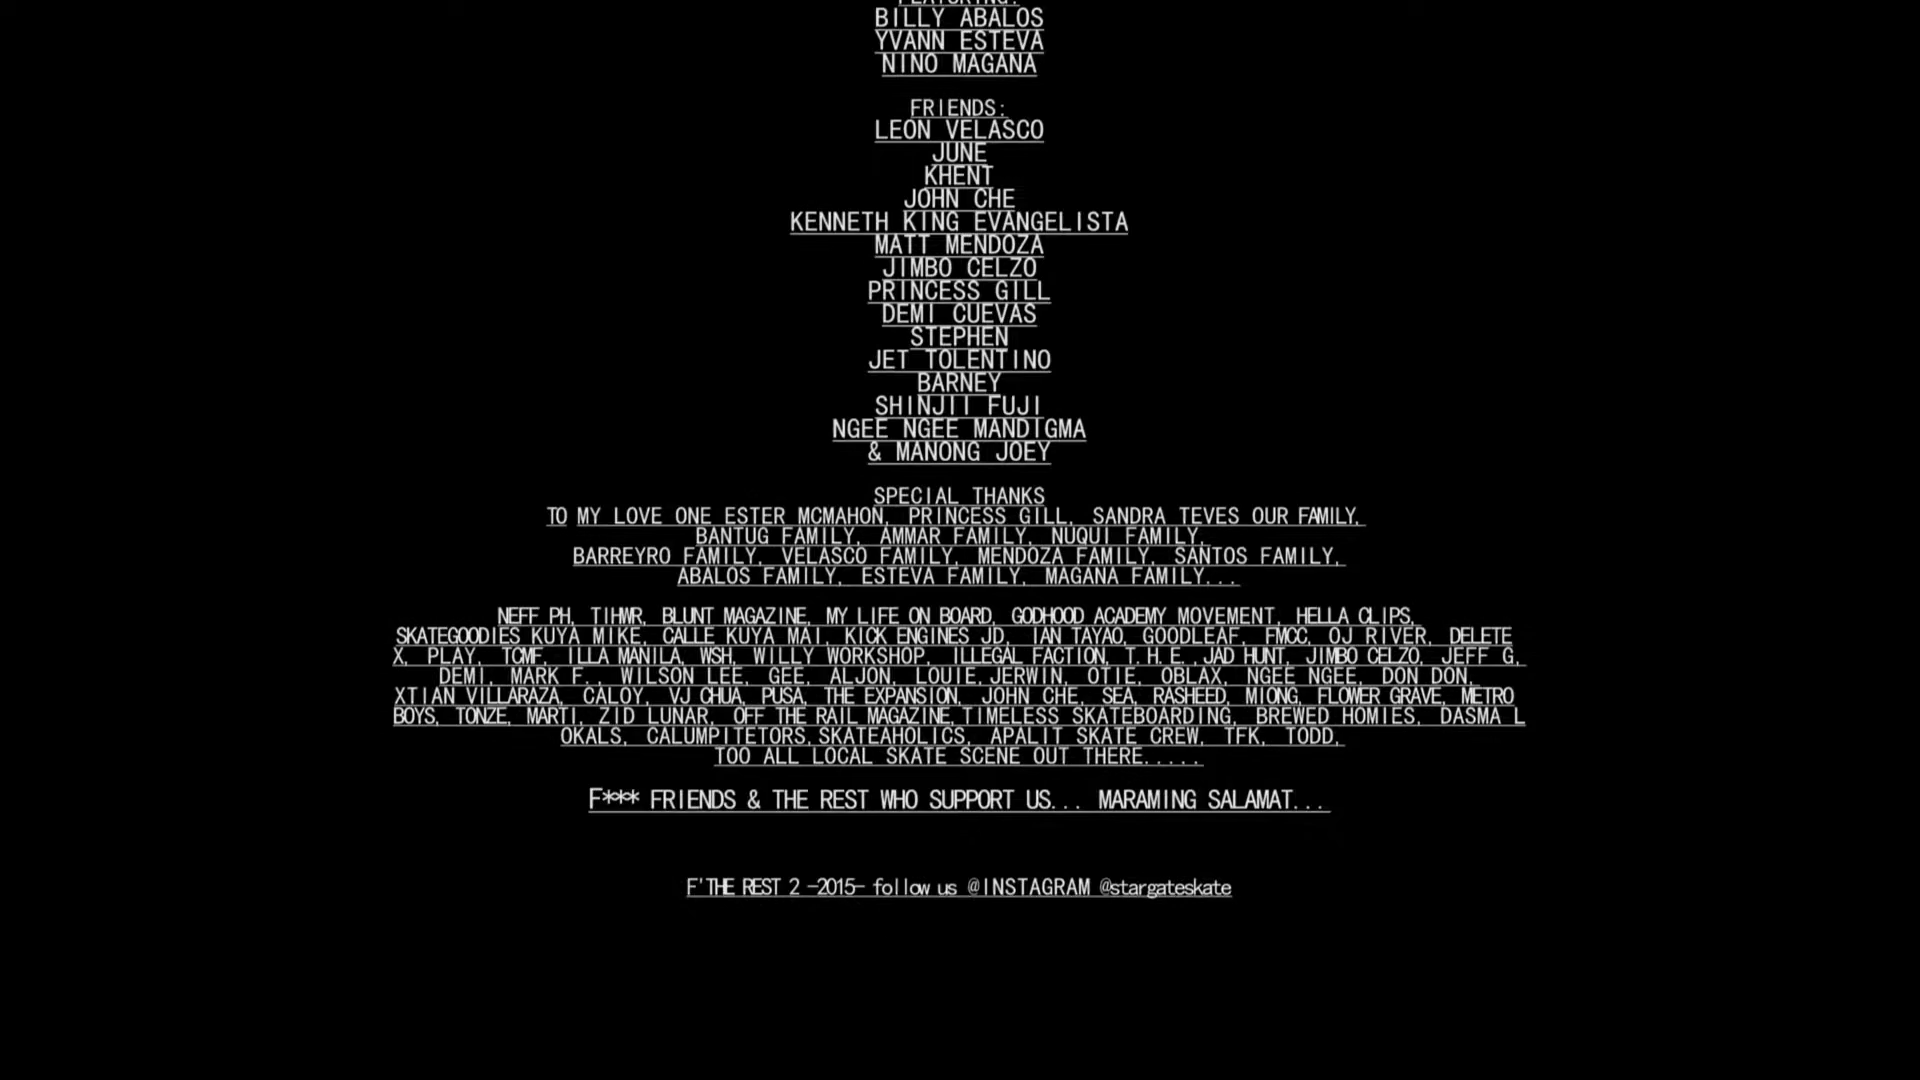 FEATURING:
BILLY ABALOS
YVANN ESTEVA
NINO MAGANA
FRIENDS:
LEON VELASCO
JUNE
KHENT
JOHN CHE
KENNETH KING EVANGELISTA
MATT MENDOZA
JIMBO CELZO
PRINCESS GILL
DEMI CUEVAS
STEPHEN
JET TOLENTINO
BARNEY
SHINJII FUJI
NGEE NGEE MANDIGMA
& MANONG JOEY
SPECIAL THANKS
TO MY LOVE ONE ESTER MCMAHON, PRINCESS GILL, SANDRA TEVES OUR FAMILY,
BANTUG FAMILY, AMMAR FAMILY, NUQUI FAMILY,
BARREYRO FAMILY, VELASCO FAMILY, MENDOZA FAMILY, SANTOS FAMILY,
ABALOS FAMILY, ESTEVA FAMILY, MAGANA FAMILY...
NEFF PH, TIHWR, BLUNT MAGAZINE, MY LIFE ON BOARD, GODHOOD ACADEMY MOVEMENT, HELLA CLIPS,
SKATEGOODIES KUYA MIKE, CALLE KUYA MAI, KICK ENGINES JD, IAN TAYAO, GOODLEAF, FMCC, OJ RIVER, DELETE
X, PLAY, TCMF, ILLA MANILA, WSH, WILLY WORKSHOP, ILLEGAL FACTION, T.H.E.,JAD HUNT, JIMBO CELZO, JEFF G,
DEMI, MARK F., WILSON LEE, GEE, ALJON, LOUIE,JERWIN, OTIE, OBLAX, NGEE NGEE, DON DON,
XTIAN VILLARAZA, CALOY, VJ CHUA, PUSA, THE EXPANSION, JOHN CHE, SEA, RASHEED, MIONG, FLOWER GRAVE, METRO
BOYS, TONZE, MARTI, ZID LUNAR, OFF THE RAIL MAGAZINE,TIMELESS SKATEBOARDING, BREWED HOMIES, DASMA L
OKALS, CALUMPITETORS,SKATEAHOLICS, APALIT SKATE CREW, TFK, TODD,
TOO ALL LOCAL SKATE SCENE OUT THERE.....
F*** FRIENDS & THE REST WHO SUPPORT US... MARAMING SALAMAT...
F'THE REST 2 -2015- follow us @INSTAGRAM @stargateskate